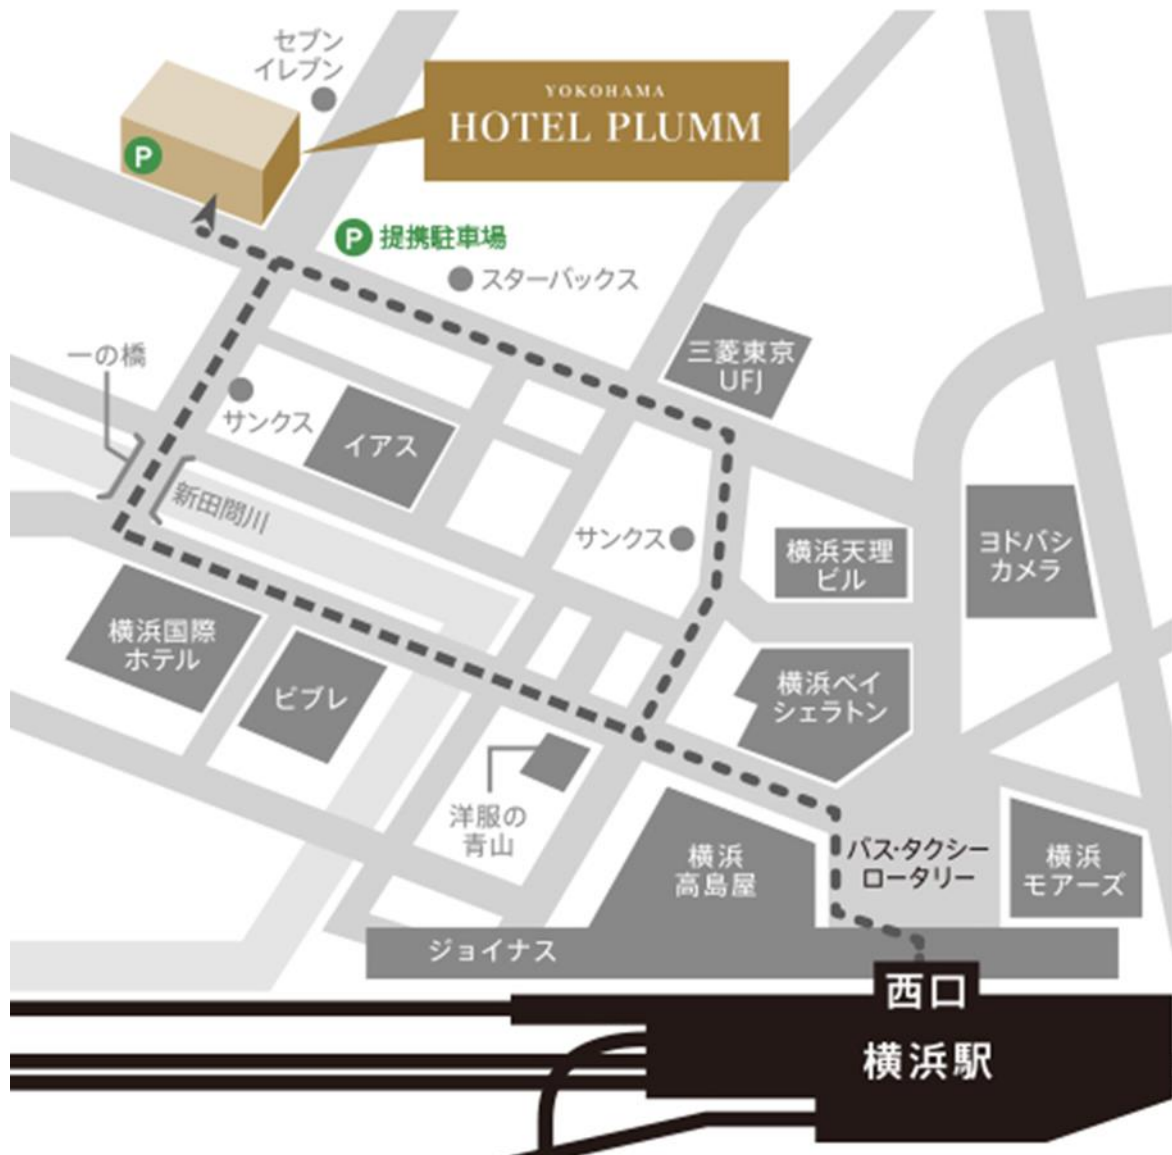 セブン
イレブン
YOKOHAMA
HOTEL PLUMM
P
P 提携駐車場
スターバックス
三菱東京
UFJ
一の橋
サンクス
イアス
新田間川
サンクス
横浜天理
ビル
ヨドバシ
カメラ
横浜国際
ホテル
ビブレ
横浜ベイ
シェラトン
洋服の
青山
横浜
高島屋
バス・タクシー
ロータリー
横浜
モアーズ
ジョイナス
西口
横浜駅